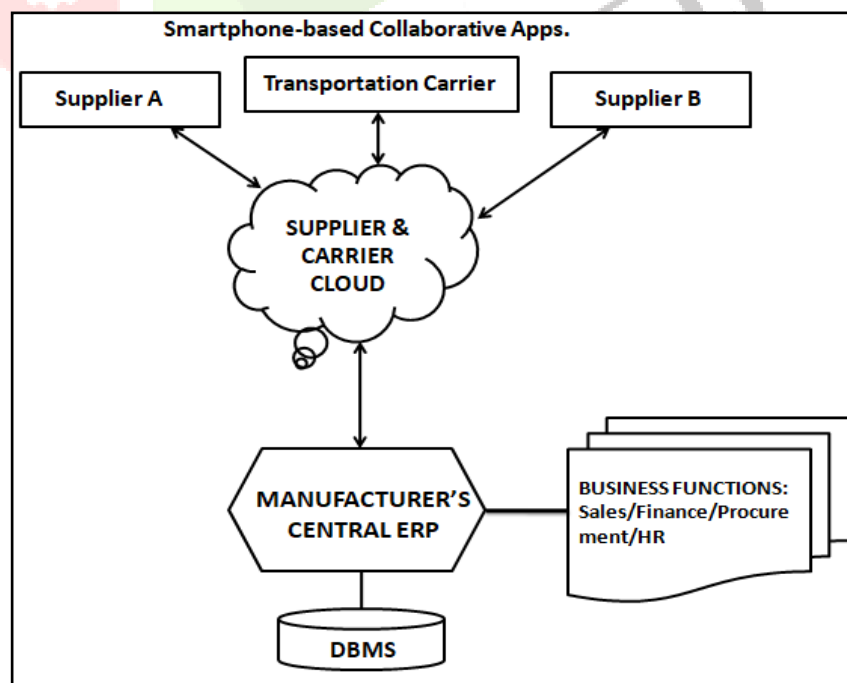 Smartphone-based Collaborative Apps.
Supplier A
Transportation Carrier
Supplier B
SUPPLIER &
CARRIER
CLOUD
MANUFACTURER'S
CENTRAL ERP
BUSINESS FUNCTIONS:
Sales/Finance/Procure
ment/HR
DBMS